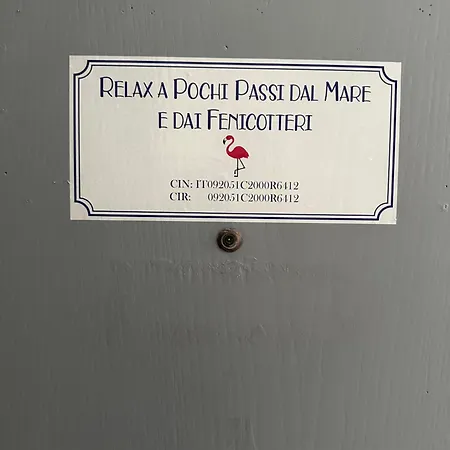 RELAX A POCHI PASSI DAL MARE
E DAI FENICOTTERI
CIN: IT092051C2000R6412
CIR: 092051C2000R6412